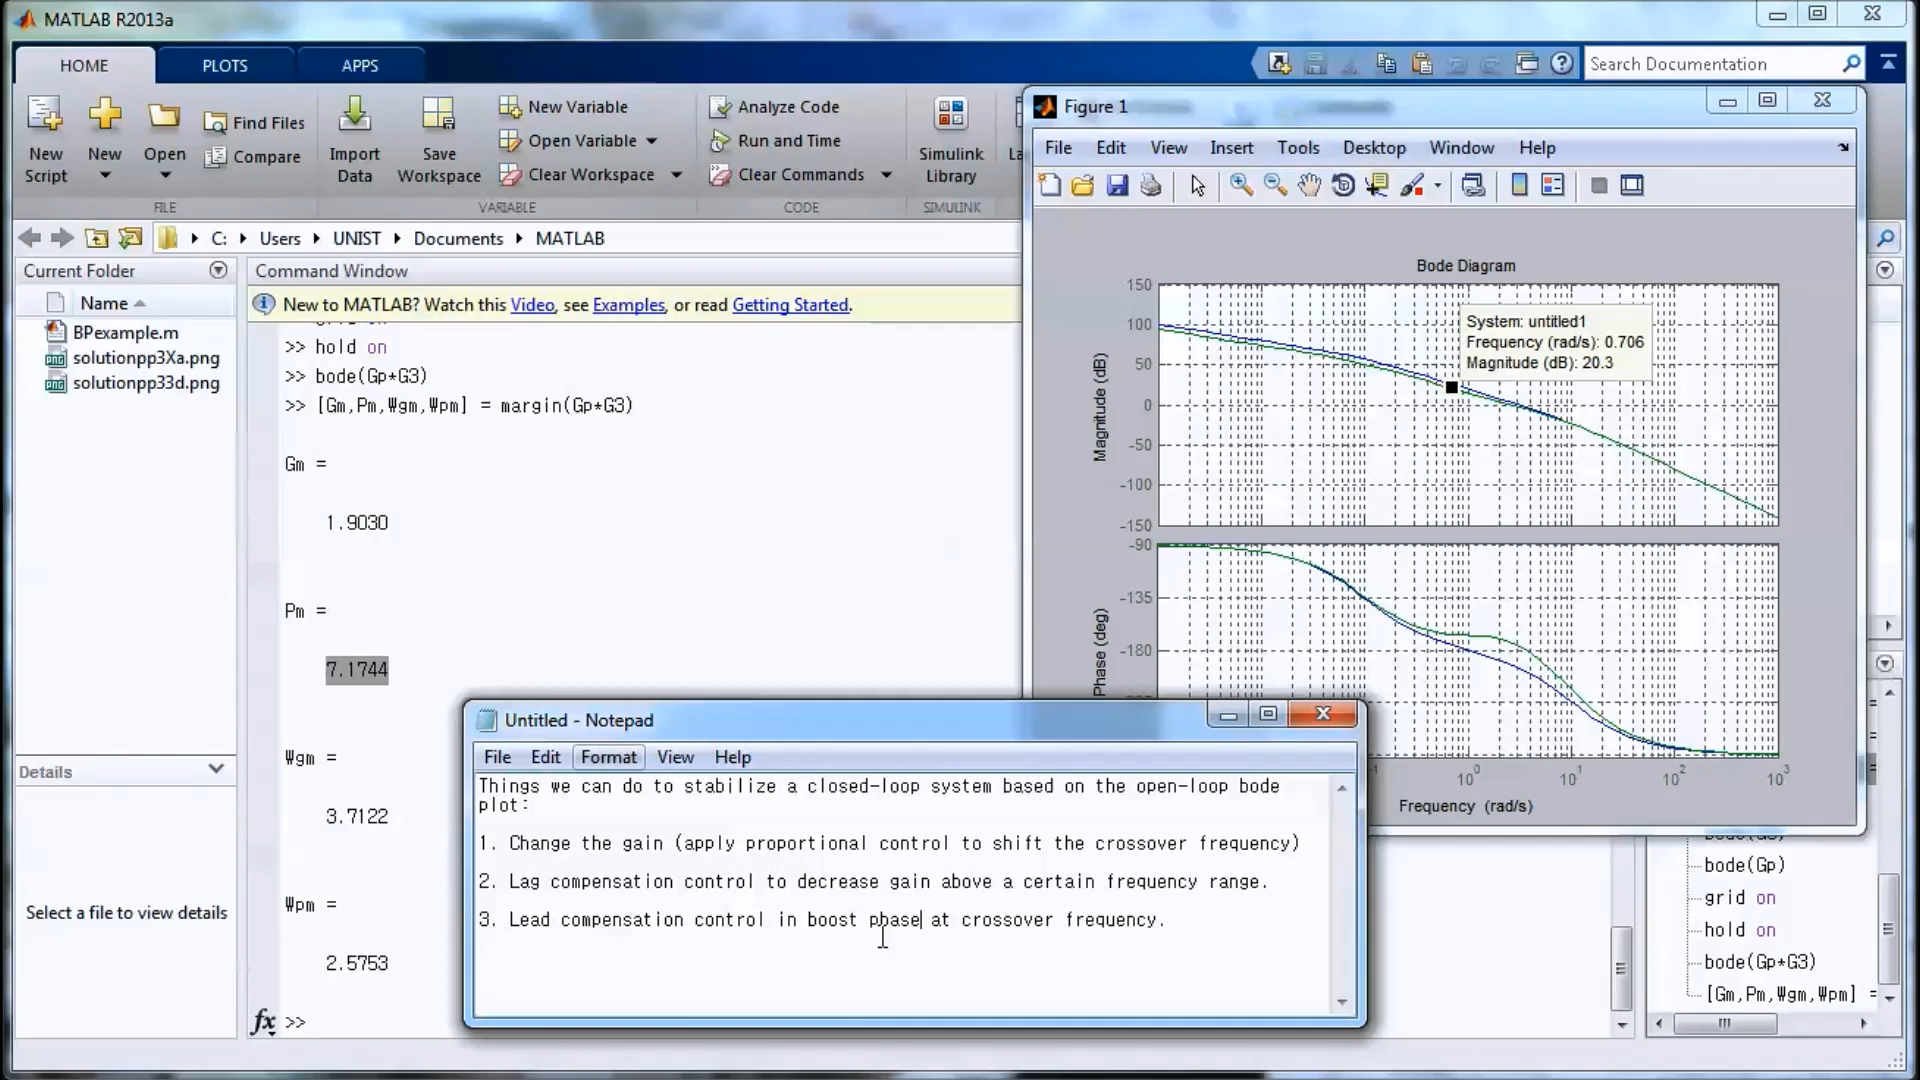 MATLAB R2013a
HOME
PLOTS
APPS
Search Documentation
New Script
New
Open
Find Files
Compare
Import Data
Save Workspace
New Variable
Open Variable
Clear Workspace
Analyze Code
Run and Time
Clear Commands
Simulink Library
FILE
VARIABLE
CODE
SIMULINK
C:
Users
UNIST
Documents
MATLAB
Current Folder
Name
BPexample.m
solutionpp3Xa.png
solutionpp33d.png
Details
Select a file to view details
Command Window
New to MATLAB? Watch this Video, see Examples, or read Getting Started.
>> hold on
>> bode(Gp*G3)
>> [Gm,Pm,Wgm,Wpm] = margin(Gp*G3)
Gm =
1.9030
Pm =
7.1744
Wgm =
3.7122
Wpm =
2.5753
fx >>
Figure 1
File Edit View Insert Tools Desktop Window Help
Bode Diagram
Magnitude (dB)
150
100
50
0
-50
-100
-150
System: untitled1
Frequency (rad/s): 0.706
Magnitude (dB): 20.3
Phase (deg)
-90
-135
-180
10^0 10^1 10^2 10^3
Frequency (rad/s)
Untitled - Notepad
File Edit Format View Help
Things we can do to stabilize a closed-loop system based on the open-loop bode
plot:
1. Change the gain (apply proportional control to shift the crossover frequency)
2. Lag compensation control to decrease gain above a certain frequency range.
3. Lead compensation control in boost phase at crossover frequency.
bode(Gp)
grid on
hold on
bode(Gp*G3)
[Gm,Pm,Wgm,Wpm] =